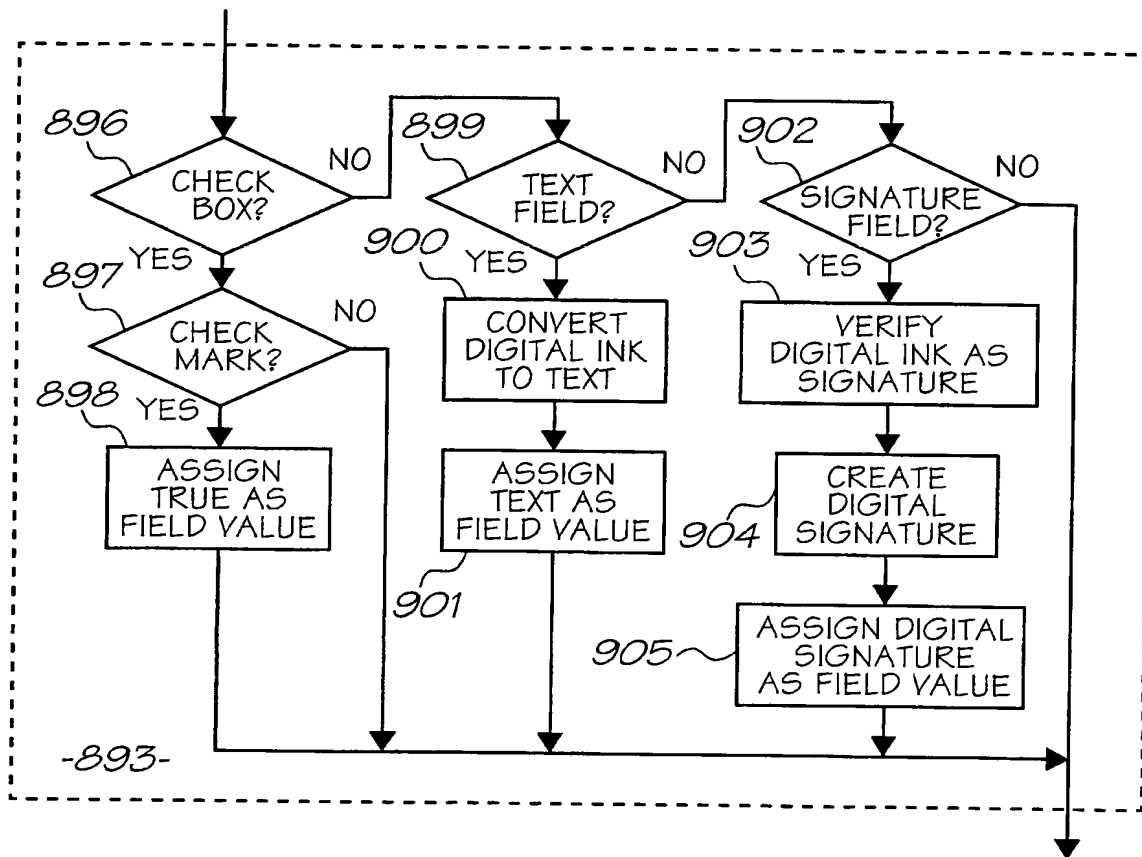 896
CHECK
BOX?
NO
YES
897
CHECK
MARK?
NO
YES
898
ASSIGN
TRUE AS
FIELD VALUE
899
TEXT
FIELD?
NO
YES
900
CONVERT
DIGITAL INK
TO TEXT
ASSIGN
TEXT AS
FIELD VALUE
901
902
SIGNATURE
FIELD?
NO
YES
903
VERIFY
DIGITAL INK AS
SIGNATURE
CREATE
DIGITAL
SIGNATURE
904
ASSIGN DIGITAL
SIGNATURE
AS FIELD VALUE
905
-893-